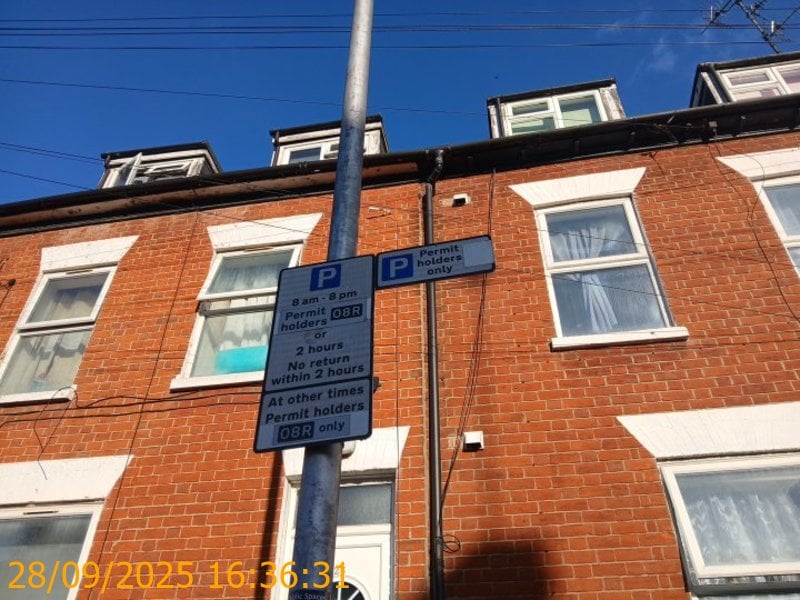 P
8 am - 8 pm
Permit
holders 08R
or
2 hours
No return
within 2 hours
At other times
Permit holders
08R only
P
Permit
holders
only
28/09/2025 16:36:31